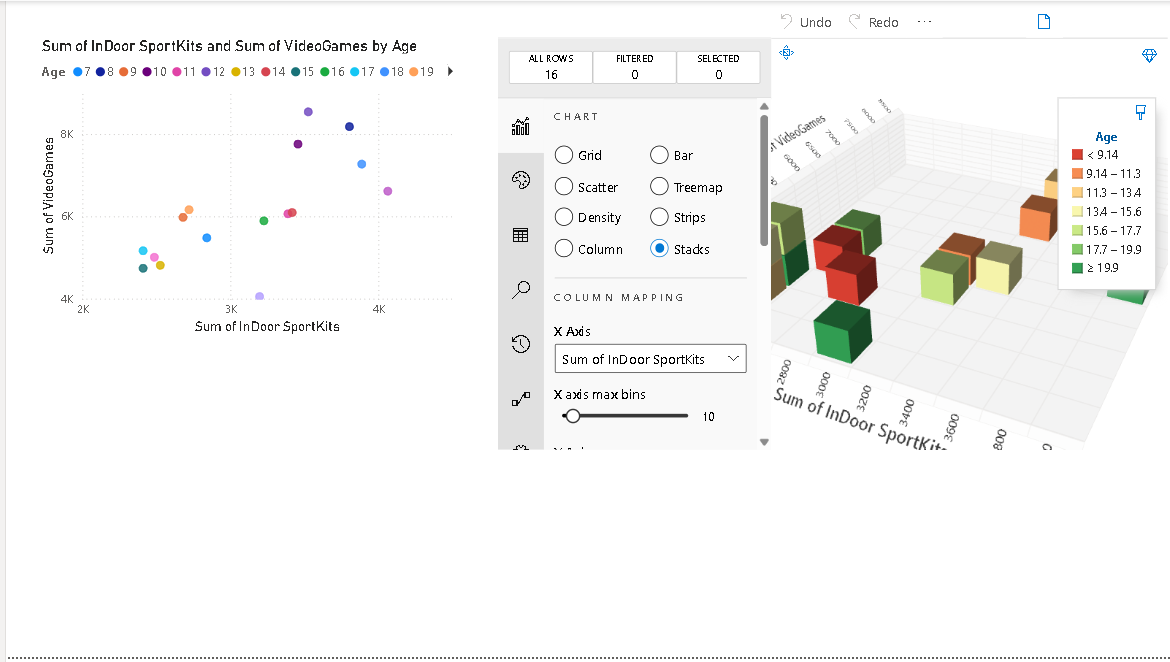 Undo Redo ...
Sum of InDoor SportKits and Sum of VideoGames by Age
Age 7 8 9 10 11 12 13 14 15 16 17 18 19
Sum of VideoGames
8K
6K
4K
2K 3K 4K
Sum of InDoor SportKits
ALL ROWS
16
FILTERED
0
SELECTED
0
CHART
Grid Bar
Scatter Treemap
Density Strips
Column Stacks
COLUMN MAPPING
X Axis
Sum of InDoor SportKits
X axis max bins
10
VideoGames
6000
6500
7000
7500
8000
8500
2800
3000
3200
3400
3600
800
Sum of InDoor SportKits
Age
< 9.14
9.14 – 11.3
11.3 – 13.4
13.4 – 15.6
15.6 – 17.7
17.7 – 19.9
≥ 19.9